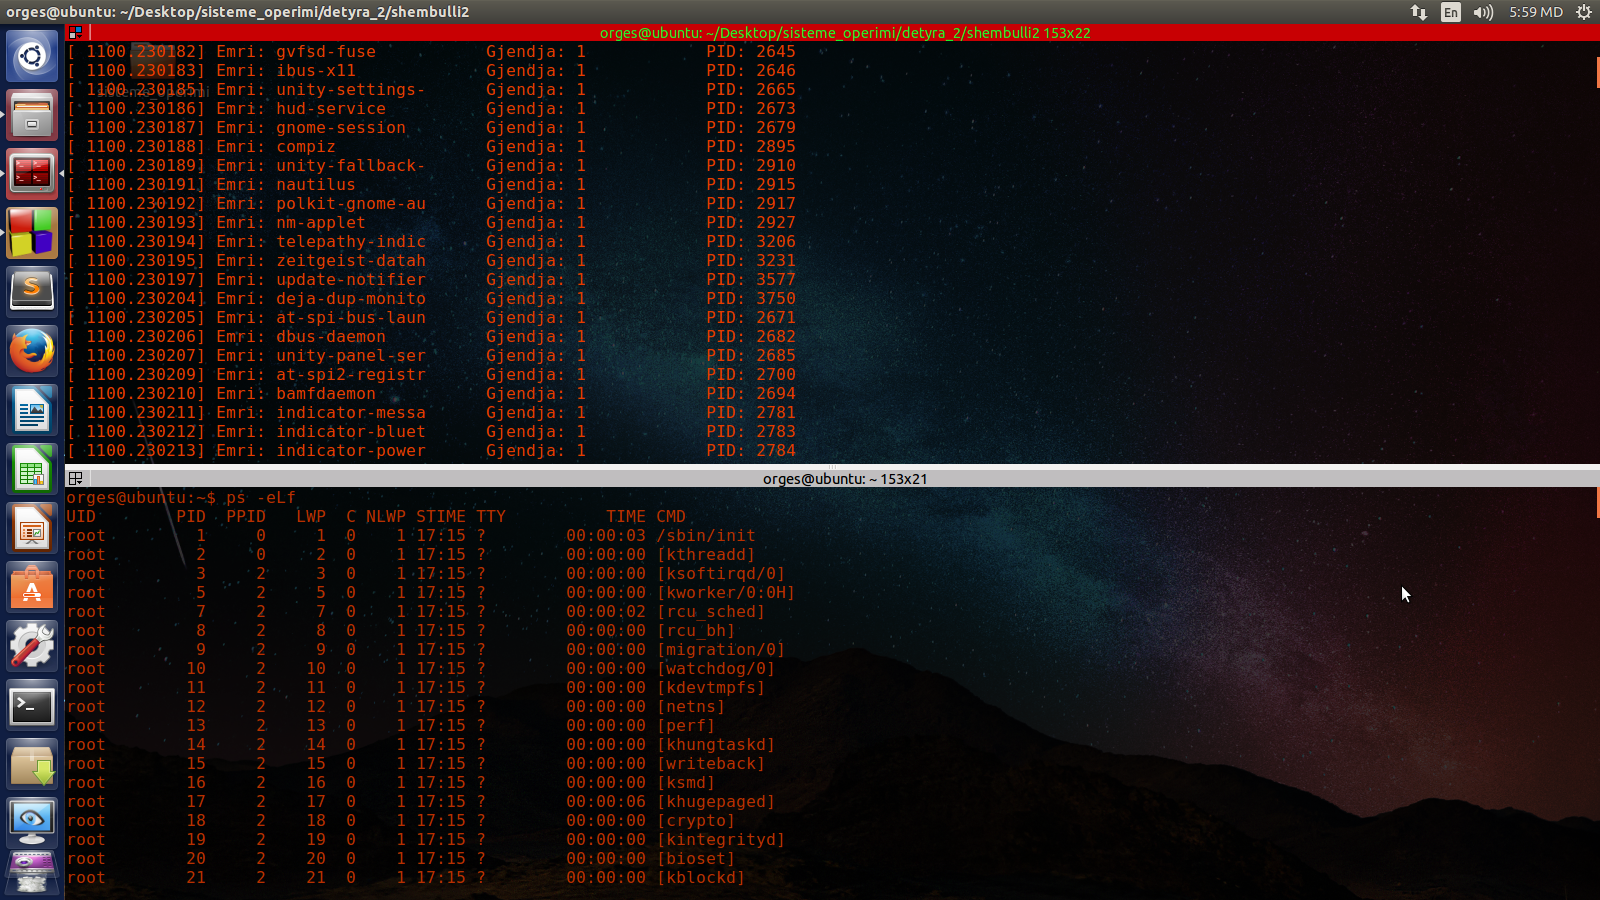 orges@ubuntu: ~/Desktop/sisteme_operimi/detyra_2/shembulli2
En
5:59 MD
orges@ubuntu: ~/Desktop/sisteme_operimi/detyra_2/shembulli2 153x22
[ 1100.230182] Emri: gvfsd-fuse Gjendja: 1 PID: 2645
[ 1100.230183] Emri: ibus-x11 Gjendja: 1 PID: 2646
[ 1100.230185] Emri: unity-settings- Gjendja: 1 PID: 2665
sisteme_operimi
[ 1100.230186] Emri: hud-service Gjendja: 1 PID: 2673
[ 1100.230187] Emri: gnome-session Gjendja: 1 PID: 2679
[ 1100.230188] Emri: compiz Gjendja: 1 PID: 2895
[ 1100.230189] Emri: unity-fallback- Gjendja: 1 PID: 2910
[ 1100.230191] Emri: nautilus Gjendja: 1 PID: 2915
[ 1100.230192] Emri: polkit-gnome-au Gjendja: 1 PID: 2917
[ 1100.230193] Emri: nm-applet Gjendja: 1 PID: 2927
[ 1100.230194] Emri: telepathy-indic Gjendja: 1 PID: 3206
[ 1100.230195] Emri: zeitgeist-datah Gjendja: 1 PID: 3231
[ 1100.230197] Emri: update-notifier Gjendja: 1 PID: 3577
[ 1100.230204] Emri: deja-dup-monito Gjendja: 1 PID: 3750
[ 1100.230205] Emri: at-spi-bus-laun Gjendja: 1 PID: 2671
[ 1100.230206] Emri: dbus-daemon Gjendja: 1 PID: 2682
[ 1100.230207] Emri: unity-panel-ser Gjendja: 1 PID: 2685
[ 1100.230209] Emri: at-spi2-registr Gjendja: 1 PID: 2700
[ 1100.230210] Emri: bamfdaemon Gjendja: 1 PID: 2694
[ 1100.230211] Emri: indicator-messa Gjendja: 1 PID: 2781
[ 1100.230212] Emri: indicator-bluet Gjendja: 1 PID: 2783
[ 1100.230213] Emri: indicator-power Gjendja: 1 PID: 2784
orges@ubuntu: ~ 153x21
orges@ubuntu:~$ ps -eLf
UID PID PPID LWP C NLWP STIME TTY TIME CMD
root 1 0 1 0 1 17:15 ? 00:00:03 /sbin/init
root 2 0 2 0 1 17:15 ? 00:00:00 [kthreadd]
root 3 2 3 0 1 17:15 ? 00:00:00 [ksoftirqd/0]
root 5 2 5 0 1 17:15 ? 00:00:00 [kworker/0:0H]
root 7 2 7 0 1 17:15 ? 00:00:02 [rcu_sched]
root 8 2 8 0 1 17:15 ? 00:00:00 [rcu_bh]
root 9 2 9 0 1 17:15 ? 00:00:00 [migration/0]
root 10 2 10 0 1 17:15 ? 00:00:00 [watchdog/0]
root 11 2 11 0 1 17:15 ? 00:00:00 [kdevtmpfs]
root 12 2 12 0 1 17:15 ? 00:00:00 [netns]
root 13 2 13 0 1 17:15 ? 00:00:00 [perf]
root 14 2 14 0 1 17:15 ? 00:00:00 [khungtaskd]
root 15 2 15 0 1 17:15 ? 00:00:00 [writeback]
root 16 2 16 0 1 17:15 ? 00:00:00 [ksmd]
root 17 2 17 0 1 17:15 ? 00:00:06 [khugepaged]
root 18 2 18 0 1 17:15 ? 00:00:00 [crypto]
root 19 2 19 0 1 17:15 ? 00:00:00 [kintegrityd]
root 20 2 20 0 1 17:15 ? 00:00:00 [bioset]
root 21 2 21 0 1 17:15 ? 00:00:00 [kblockd]